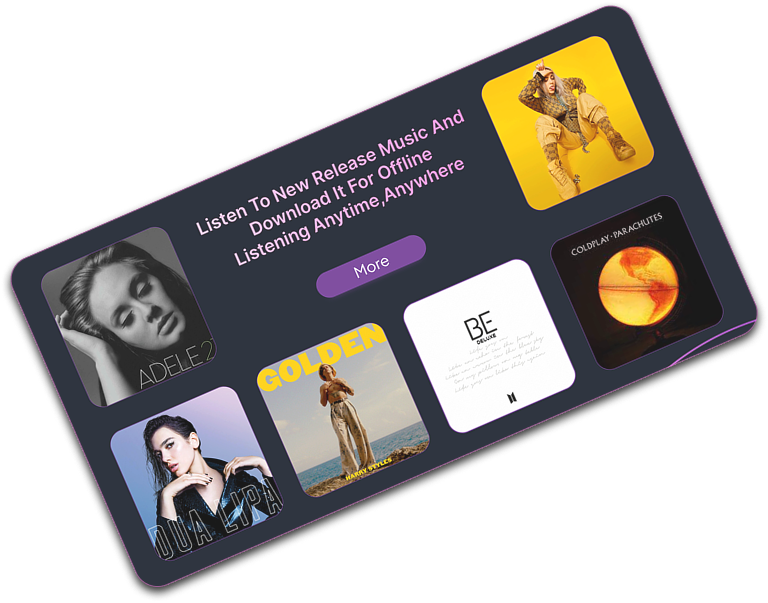 Listen To New Release Music And
Download It For Offline
Listening Anytime,Anywhere
More
COLDPLAY·PARACHUTES
ADELE 2
GOLDEN
HARRY STYLES
BE
DELUXE
DUA LIPA